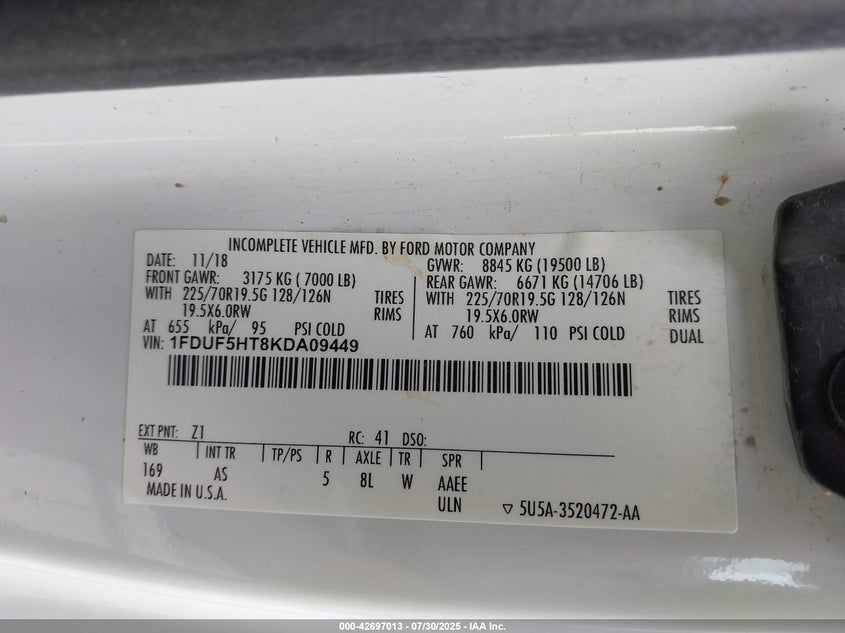 INCOMPLETE VEHICLE MFD. BY FORD MOTOR COMPANY
DATE: 11/18 GVWR: 8845 KG (19500 LB)
FRONT GAWR: 3175 KG ( 7000 LB) REAR GAWR: 6671 KG (14706 LB)
WITH 225/70R19.5G 128/126N TIRES WITH 225/70R19.5G 128/126N TIRES
19.5X6.0RW RIMS 19.5X6.0RW RIMS
AT 655 kPa/ 95 PSI COLD AT 760 kPa/ 110 PSI COLD DUAL
VIN: 1FDUF5HT8KDA09449
EXT PNT: Z1 RC: 41 DSO:
WB INT TR TP/PS R AXLE TR SPR
169 AS 5 8L W AAEE
MADE IN U.S.A. ULN ▽ 5U5A-3520472-AA
000-42697013 - 07/30/2025 - IAA Inc.